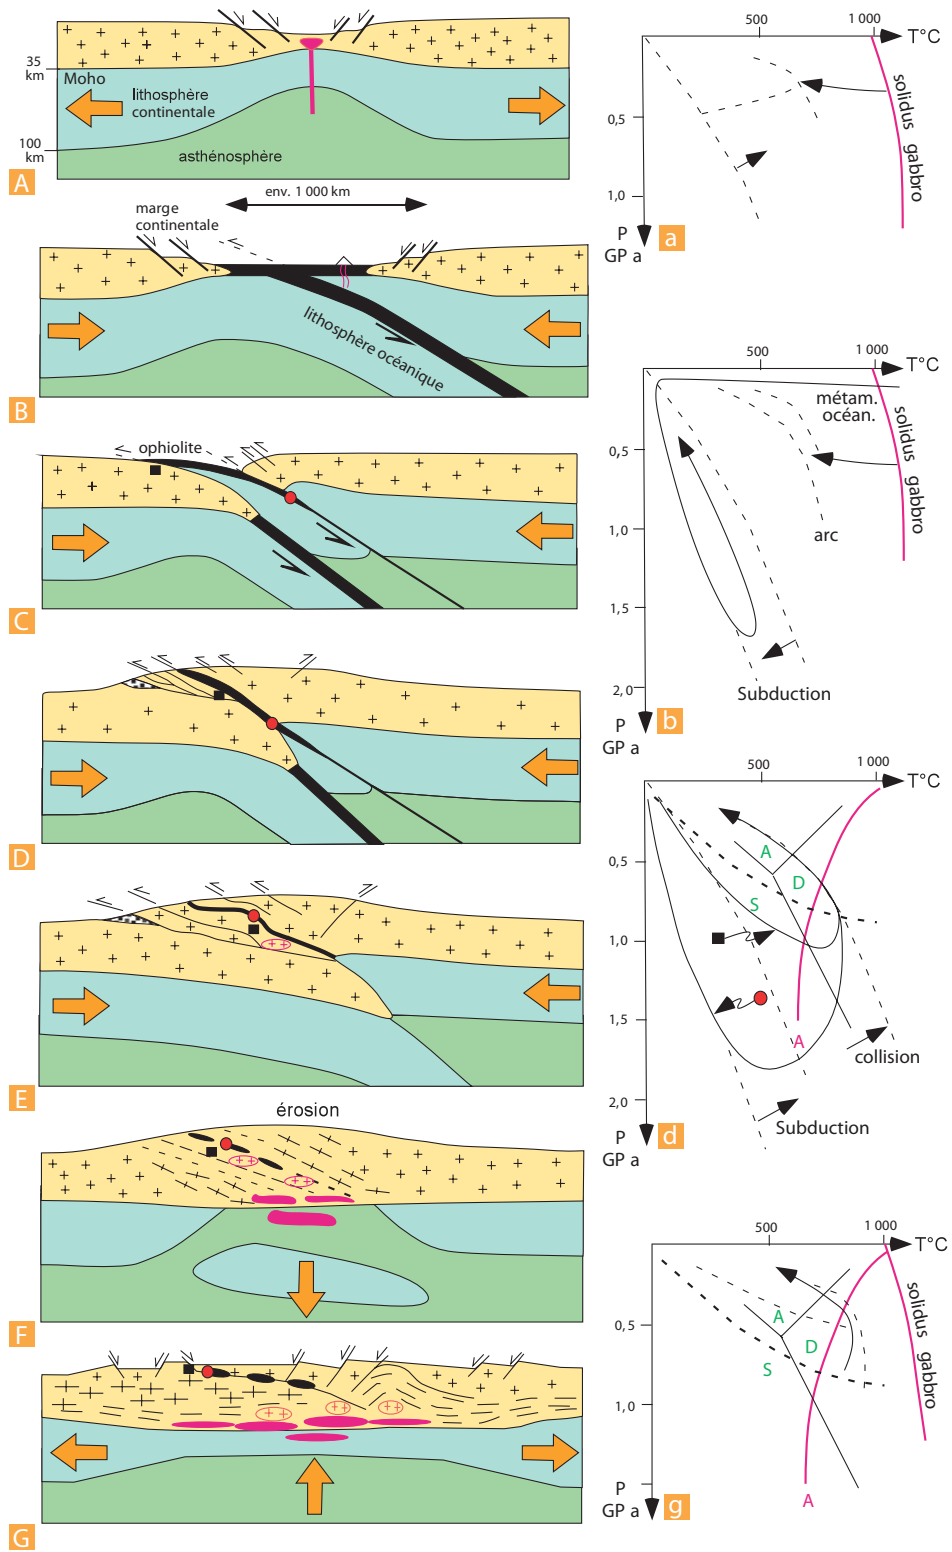 35
km
Moho
lithosphère
continentale
100
km
asthénosphère
A
500
1 000
T°C
0,5
1,0
solidus gabbro
P
GP a
a
env. 1 000 km
marge
continentale
lithosphère océanique
B
500
1 000
T°C
métam.
océan.
0,5
solidus gabbro
1,0
arc
1,5
2,0
Subduction
P
GP a
b
ophiolite
C
D
500
1 000
T°C
0,5
A
D
S
1,0
1,5
A
collision
2,0
Subduction
P
GP a
d
E
érosion
F
500
1 000
T°C
0,5
A
D
S
solidus gabbro
1,0
P
GP a
A
g
G